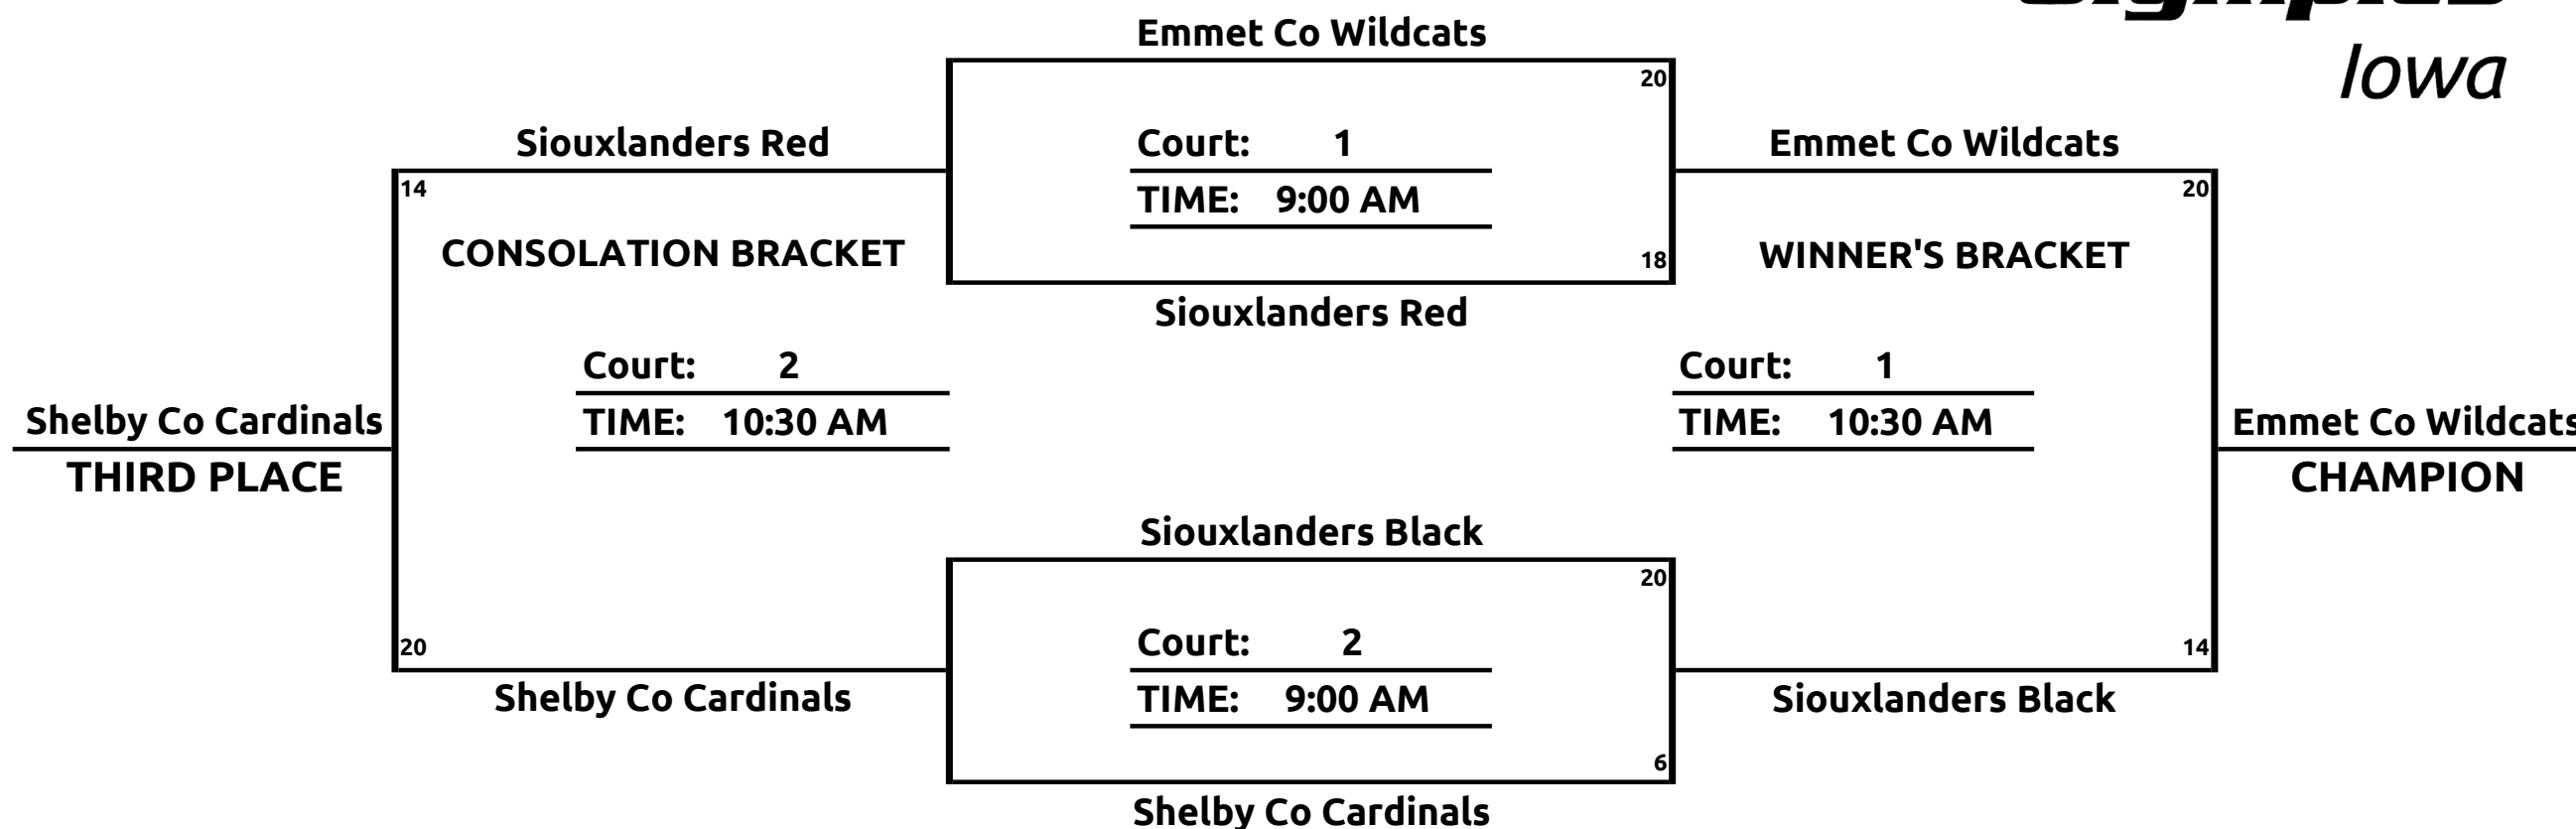 Iowa
Emmet Co Wildcats
20
Siouxlanders Red
Court: 1
Emmet Co Wildcats
14
TIME: 9:00 AM
20
CONSOLATION BRACKET
18
WINNER'S BRACKET
Siouxlanders Red
Court: 2
Court: 1
Shelby Co Cardinals
TIME: 10:30 AM
TIME: 10:30 AM
Emmet Co Wildcats
THIRD PLACE
CHAMPION
Siouxlanders Black
20
Court: 2
20
14
Shelby Co Cardinals
TIME: 9:00 AM
Siouxlanders Black
6
Shelby Co Cardinals